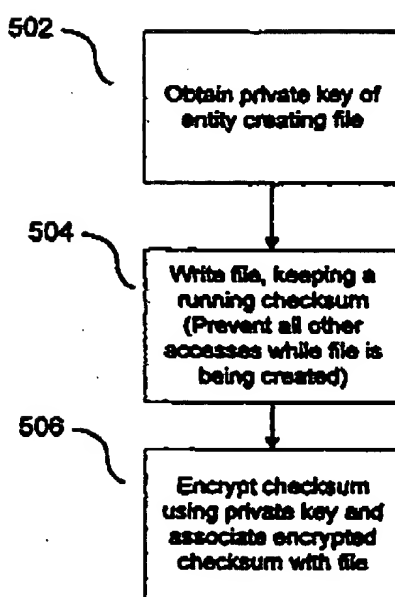 502
Obtain private key of
entity creating file
504
Write file, keeping a
running checksum
(Prevent all other
accesses while file is
being created)
506
Encrypt checksum
using private key and
associate encrypted
checksum with file